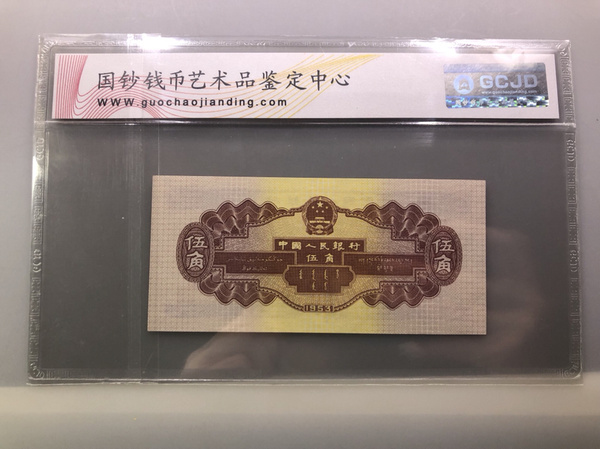 国钞钱币艺术品鉴定中心
www.guochaojianding.com
GCJD
中國人民銀行
伍角
伍角
伍角
1953